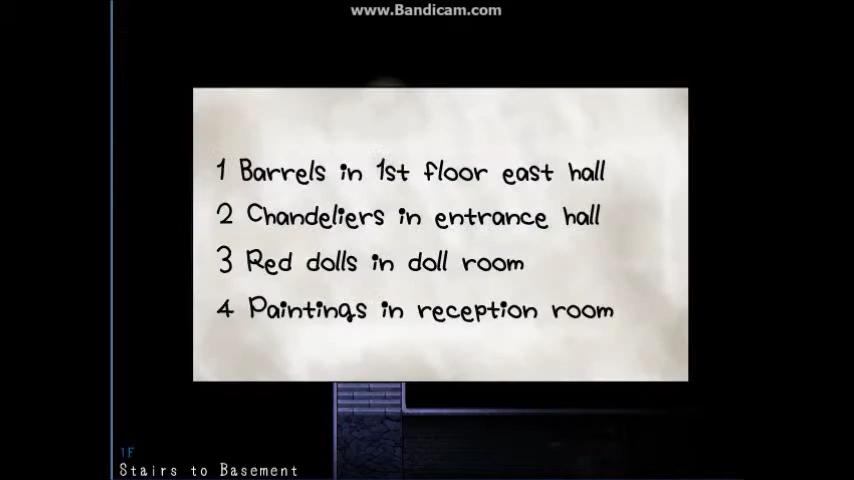 www.Bandicam.com
1 Barrels in 1st floor east hall
2 Chandeliers in entrance hall
3 Red dolls in doll room
4 Paintings in reception room
1F
Stairs to Basement